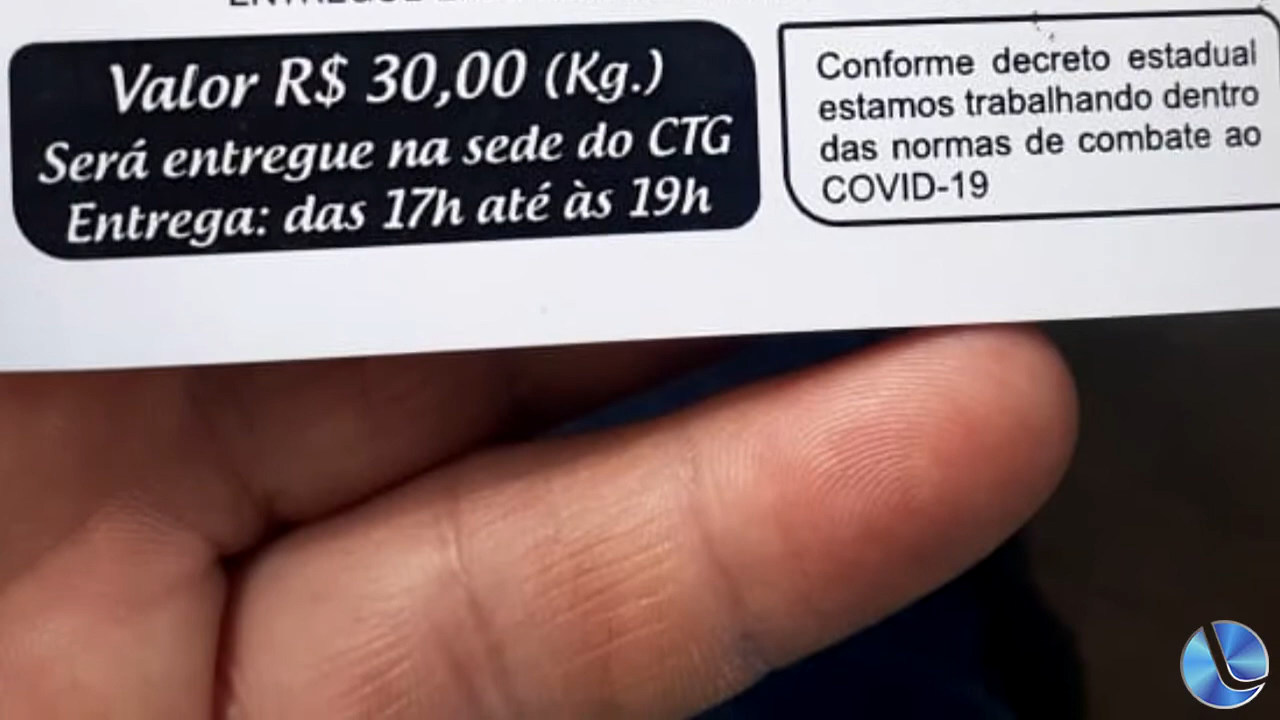 Valor R$ 30,00 (Kg.)
Será entregue na sede do CTG
Entrega: das 17h até às 19h
Conforme decreto estadual
estamos trabalhando dentro
das normas de combate ao
COVID-19